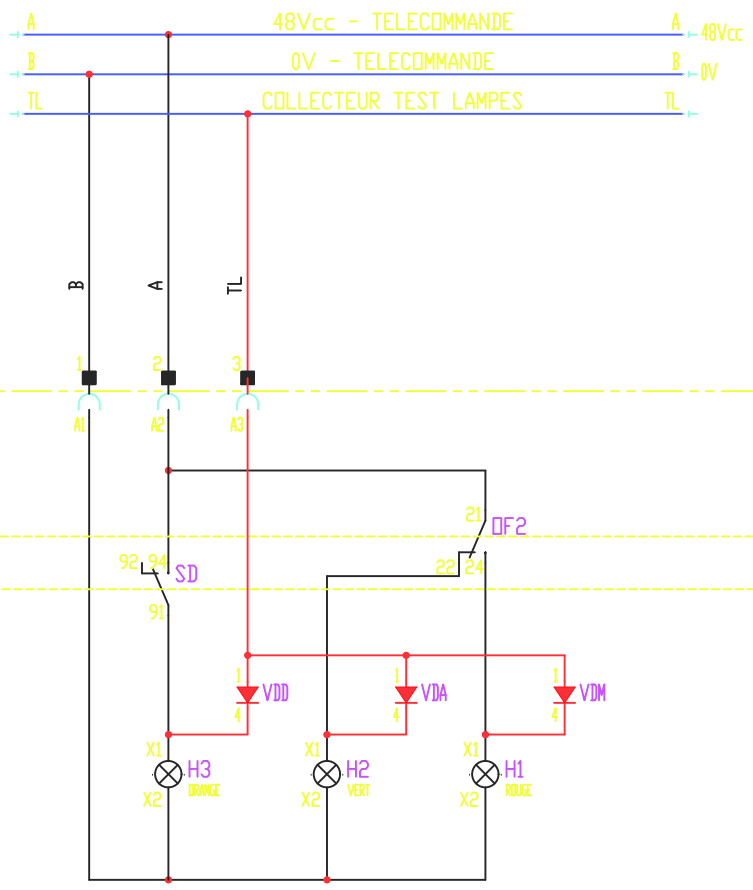 A 48Vcc - TELECOMMANDE A 48Vcc
B 0V - TELECOMMANDE B 0V
TL COLLECTEUR TEST LAMPES TL
B A TL
1 2 3
A1 A2 A3
21 OF2
92 94 SD 22 24
91
1 VDD 1 VDA 1 VDM
4 4 4
X1 X1 X1
H3 H2 H1
X2 ORANGE X2 VERT X2 ROUGE